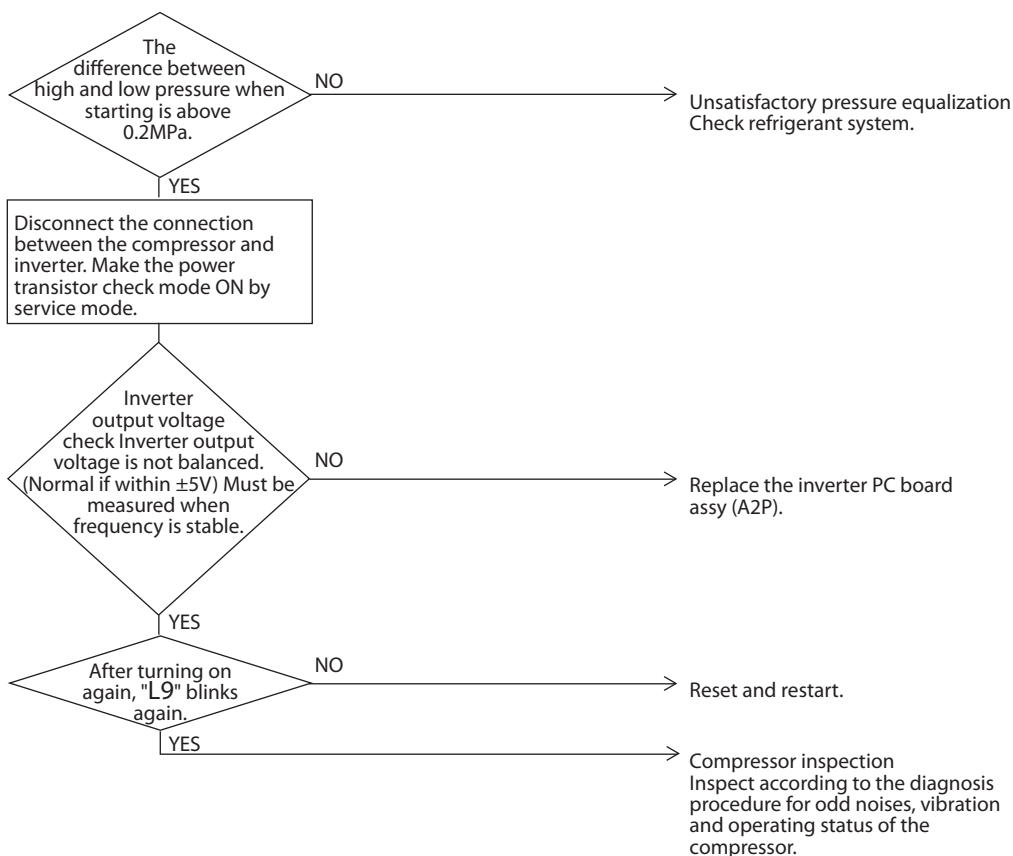 The
difference between
high and low pressure when
starting is above
0.2MPa.
NO
Unsatisfactory pressure equalization
Check refrigerant system.
YES
Disconnect the connection
between the compressor and
inverter. Make the power
transistor check mode ON by
service mode.
Inverter
output voltage
check Inverter output
voltage is not balanced.
(Normal if within ±5V) Must be
measured when
frequency is stable.
NO
Replace the inverter PC board
assy (A2P).
YES
After turning on
again, "L9" blinks
again.
NO
Reset and restart.
YES
Compressor inspection
Inspect according to the diagnosis
procedure for odd noises, vibration
and operating status of the
compressor.